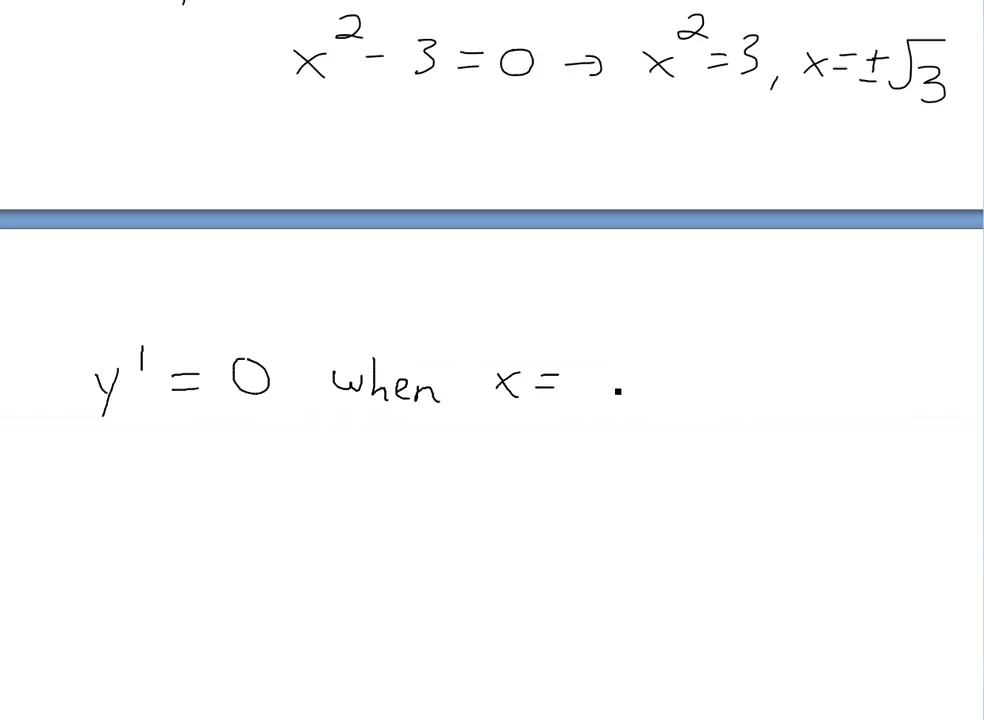 x² - 3 = 0 → x² = 3, x = ±√3
y' = 0 when x = .